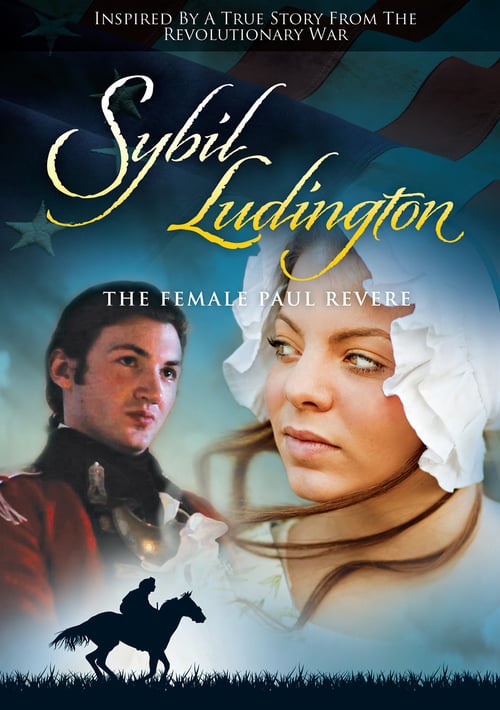 INSPIRED BY A TRUE STORY FROM THE
REVOLUTIONARY WAR
Sybil
Ludington
THE FEMALE PAUL REVERE